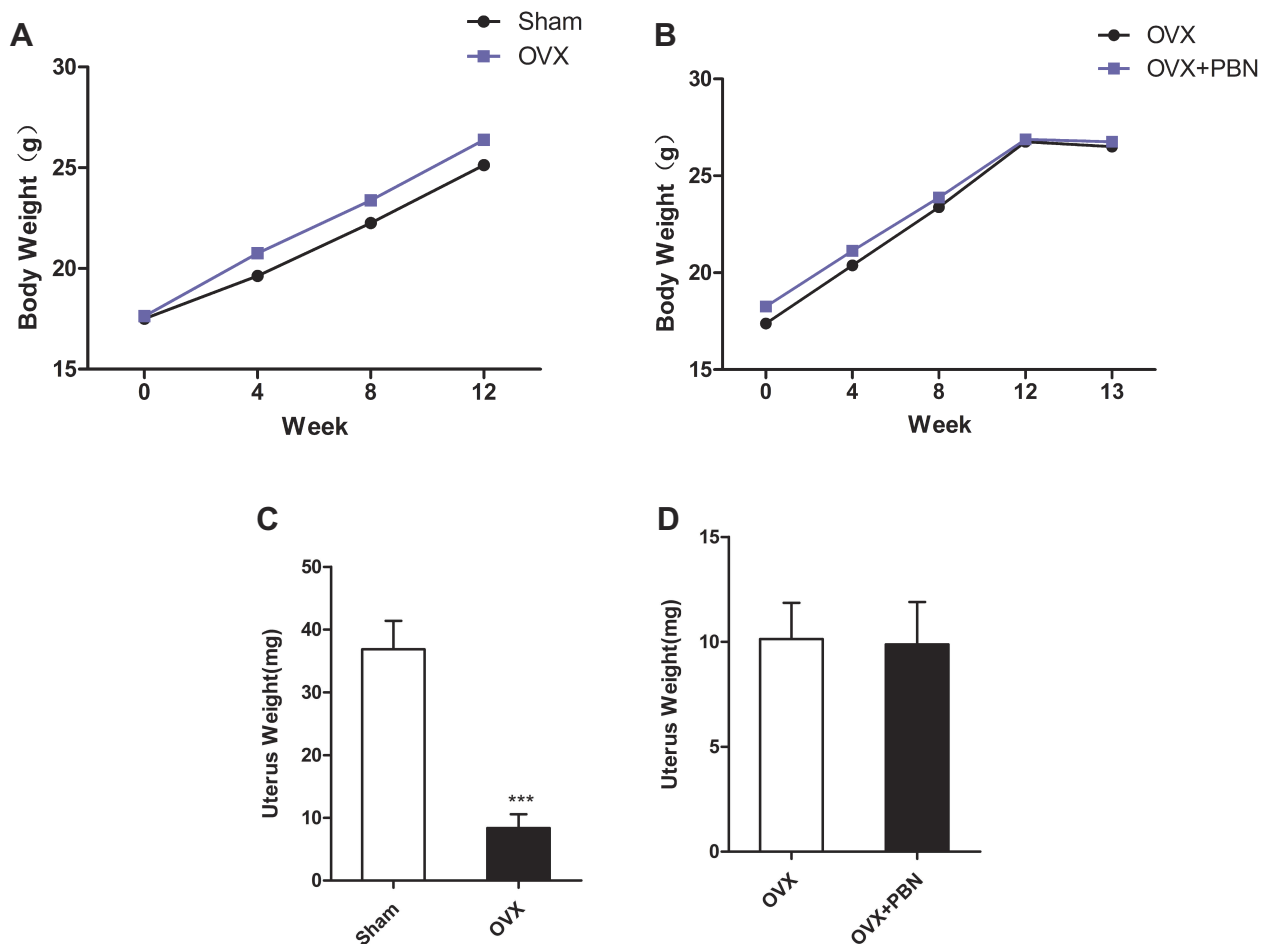 A
Sham
OVX
30
25
20
15
Body Weight（g）
0 4 8 12
Week
B
OVX
OVX+PBN
30
25
20
15
Body Weight（g）
0 4 8 12 13
Week
C
50
40
30
20
10
0
Uterus Weight(mg)
***
Sham OVX
D
15
10
5
0
Uterus Weight(mg)
OVX OVX+PBN